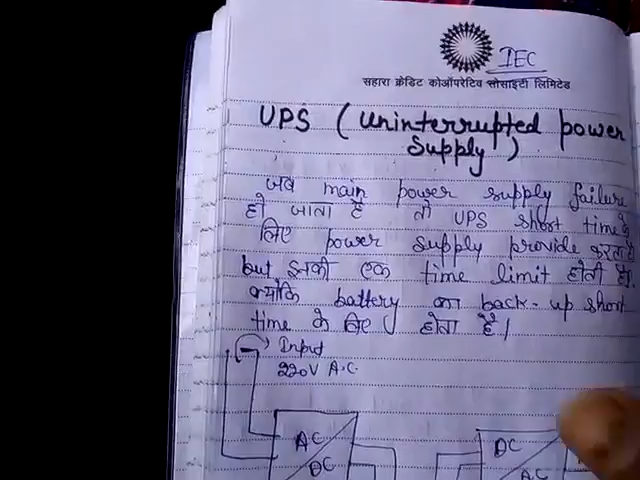 IEC
सहारा क्रेडिट कोऑपरेटिव सोसाइटी लिमिटेड
UPS ( Uninterrupted power
Supply )
जब main power supply failure
हो जाता है तो UPS short time के
लिए power supply provide करता है
but इसकी एक time limit होती है।
क्योंकि battery का back-up short
time के लिए होता है।
Input
220V A.C.
AC
DC
DC
AC